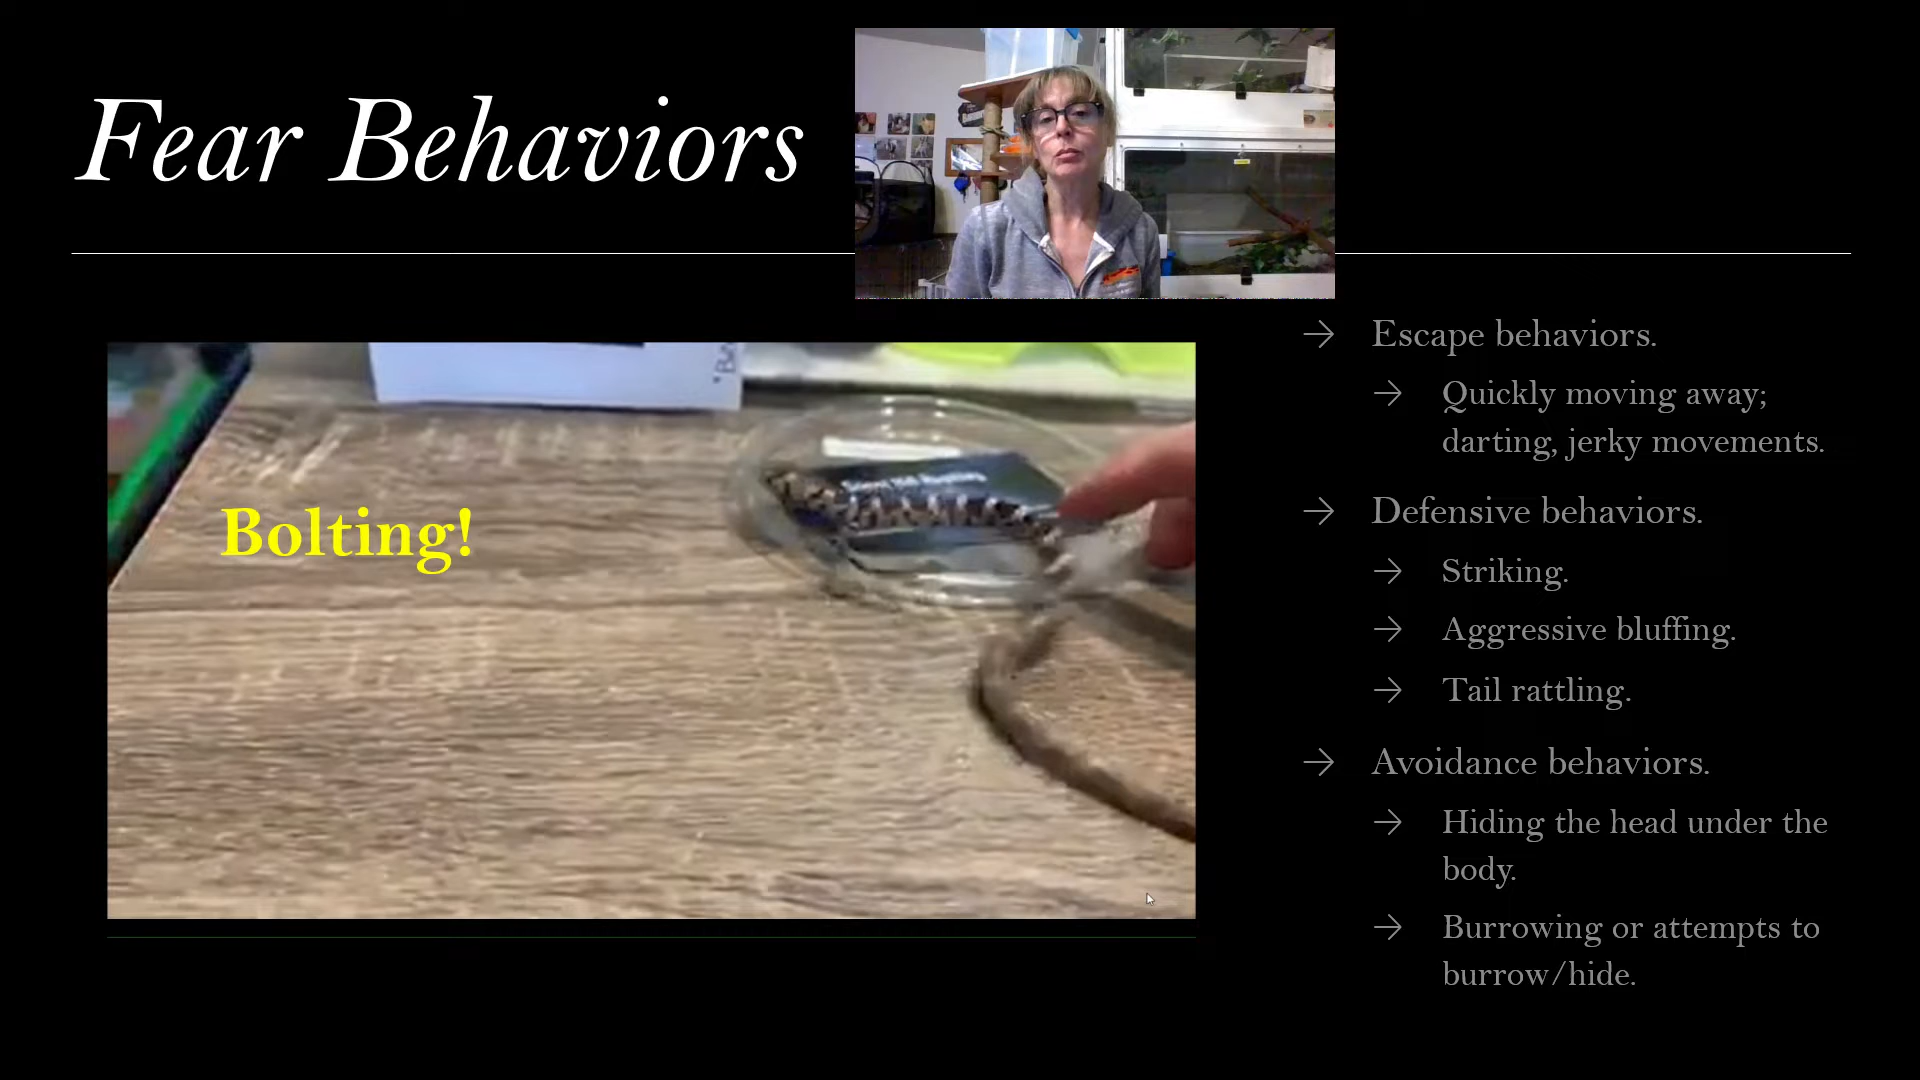 Fear Behaviors
Bolting!
→ Escape behaviors.
→ Quickly moving away;
darting, jerky movements.
→ Defensive behaviors.
→ Striking.
→ Aggressive bluffing.
→ Tail rattling.
→ Avoidance behaviors.
→ Hiding the head under the
body.
→ Burrowing or attempts to
burrow/hide.